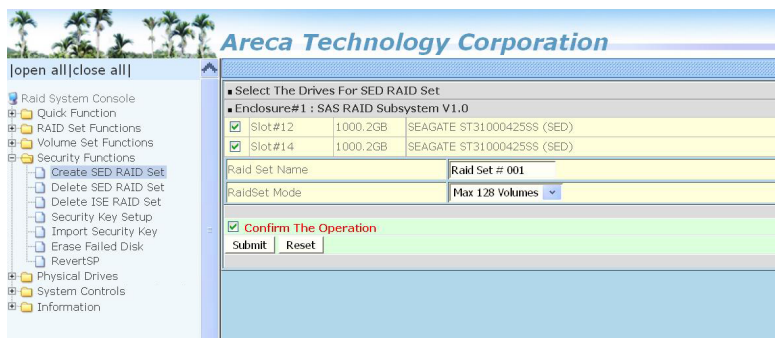 Areca Technology Corporation
|open all|close all|
Raid System Console
Quick Function
RAID Set Functions
Volume Set Functions
Security Functions
Create SED RAID Set
Delete SED RAID Set
Delete ISE RAID Set
Security Key Setup
Import Security Key
Erase Failed Disk
RevertSP
Physical Drives
System Controls
Information
Select The Drives For SED RAID Set
Enclosure#1 : SAS RAID Subsystem V1.0
Slot#12 1000.2GB SEAGATE ST31000425SS (SED)
Slot#14 1000.2GB SEAGATE ST31000425SS (SED)
Raid Set Name Raid Set # 001
RaidSet Mode Max 128 Volumes
Confirm The Operation
Submit Reset